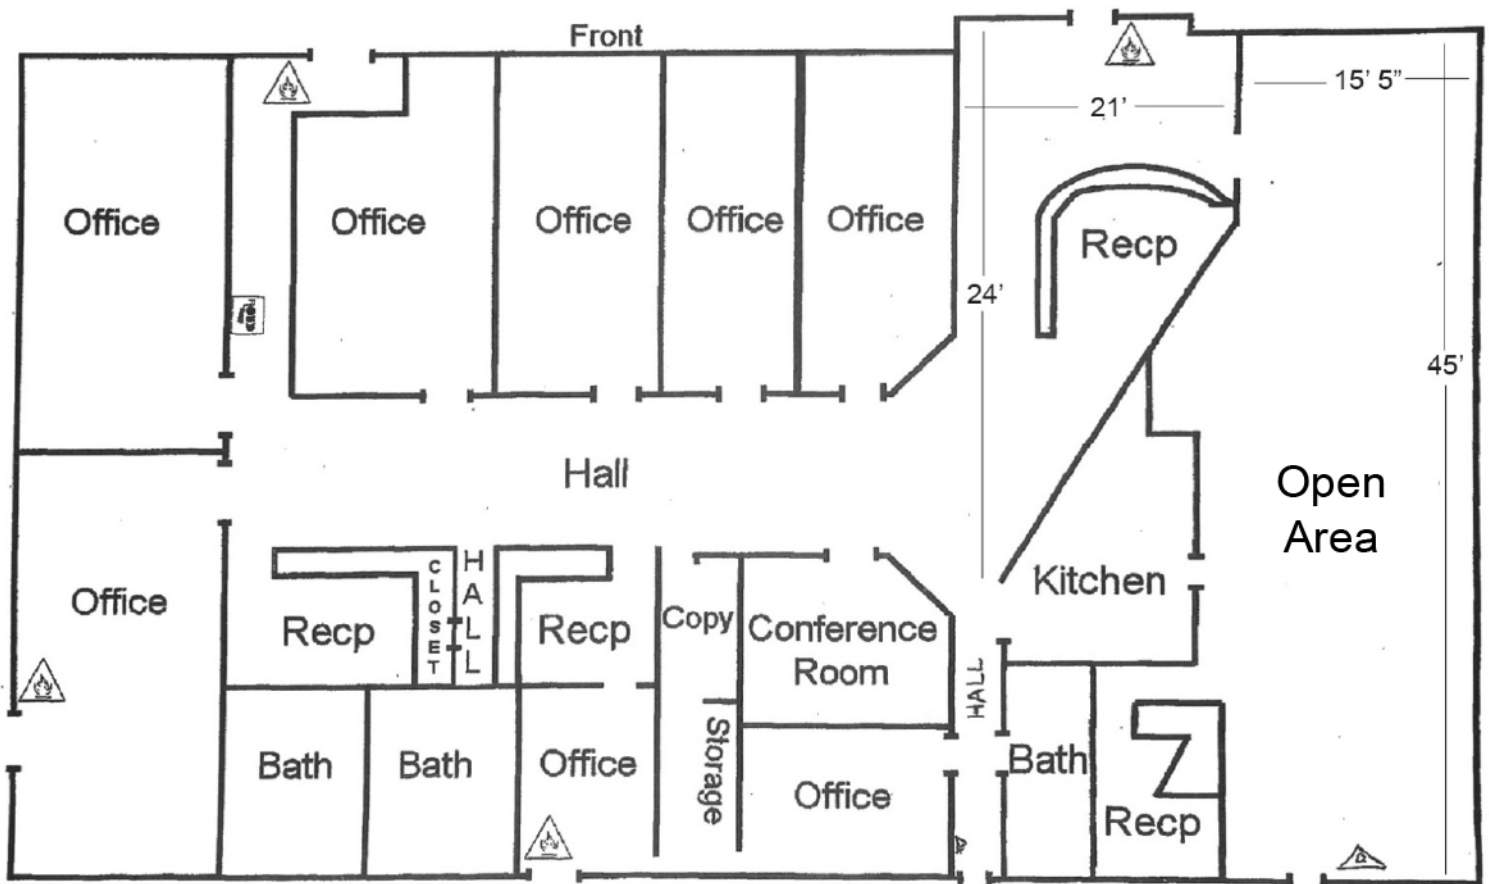 Front
15' 5"
21'
Office
Office
Office
Office
Office
Recp
24'
45'
Hall
Open
Area
Office
Recp
CLOSET
HALL
Recp
Copy
Conference
Room
Kitchen
HALL
Bath
Bath
Office
Storage
Office
Bath
Recp